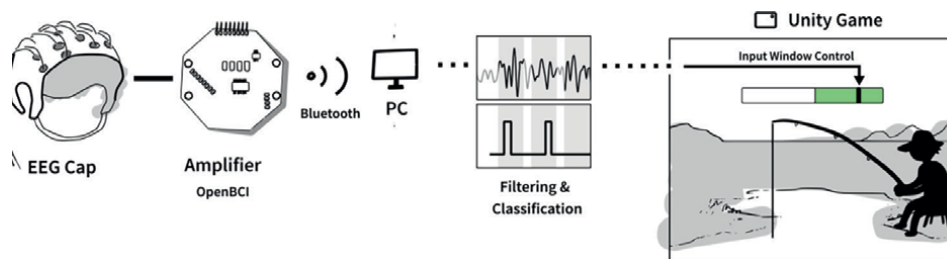 Unity Game
Input Window Control
Bluetooth
PC
EEG Cap
Amplifier
OpenBCI
Filtering &
Classification